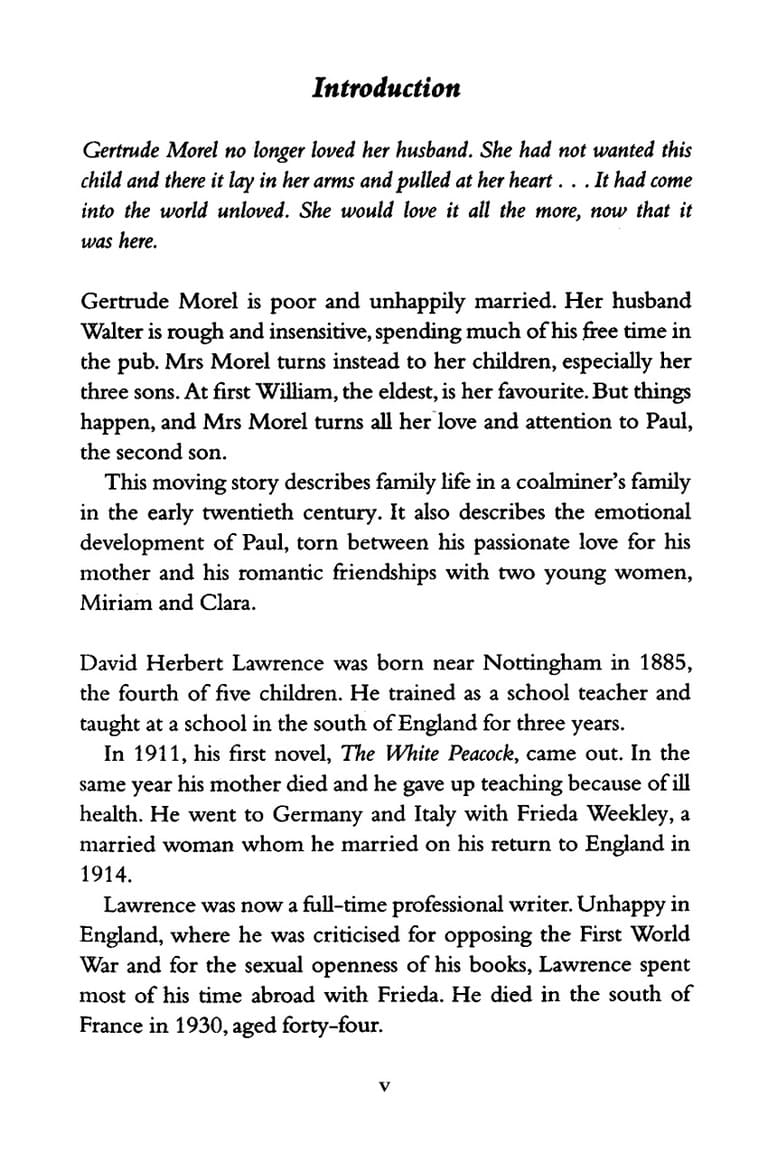 Introduction
Gertrude Morel no longer loved her husband. She had not wanted this
child and there it lay in her arms and pulled at her heart . . . It had come
into the world unloved. She would love it all the more, now that it
was here.
Gertrude Morel is poor and unhappily married. Her husband
Walter is rough and insensitive, spending much of his free time in
the pub. Mrs Morel turns instead to her children, especially her
three sons. At first William, the eldest, is her favourite. But things
happen, and Mrs Morel turns all her love and attention to Paul,
the second son.
This moving story describes family life in a coalminer's family
in the early twentieth century. It also describes the emotional
development of Paul, torn between his passionate love for his
mother and his romantic friendships with two young women,
Miriam and Clara.
David Herbert Lawrence was born near Nottingham in 1885,
the fourth of five children. He trained as a school teacher and
taught at a school in the south of England for three years.
In 1911, his first novel, The White Peacock, came out. In the
same year his mother died and he gave up teaching because of ill
health. He went to Germany and Italy with Frieda Weekley, a
married woman whom he married on his return to England in
1914.
Lawrence was now a full-time professional writer. Unhappy in
England, where he was criticised for opposing the First World
War and for the sexual openness of his books, Lawrence spent
most of his time abroad with Frieda. He died in the south of
France in 1930, aged forty-four.
v